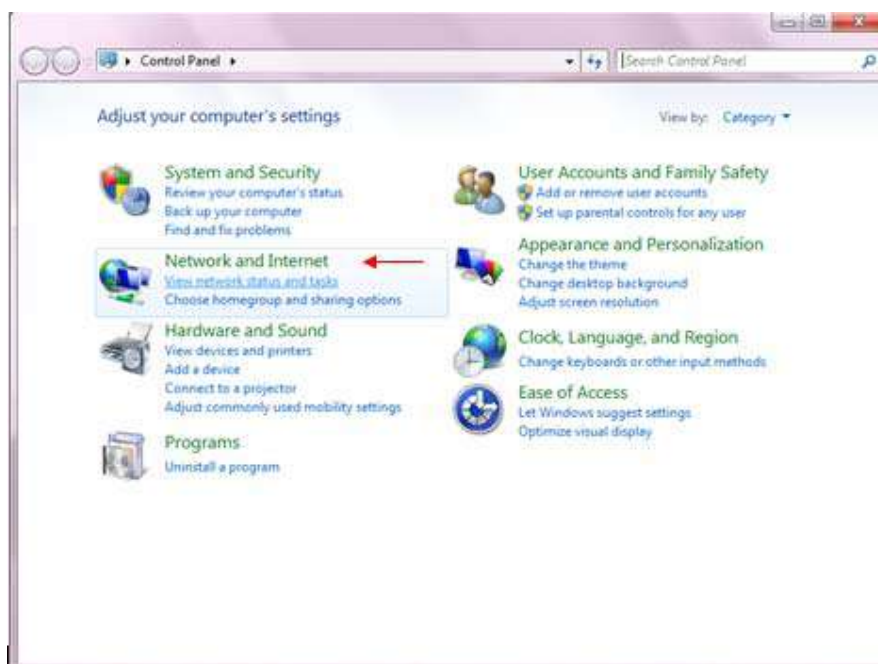 Control Panel
Search Control Panel
Adjust your computer's settings
View by: Category
System and Security
Review your computer's status
Back up your computer
Find and fix problems
Network and Internet
View network status and tasks
Choose homegroup and sharing options
Hardware and Sound
View devices and printers
Add a device
Connect to a projector
Adjust commonly used mobility settings
Programs
Uninstall a program
User Accounts and Family Safety
Add or remove user accounts
Set up parental controls for any user
Appearance and Personalization
Change the theme
Change desktop background
Adjust screen resolution
Clock, Language, and Region
Change keyboards or other input methods
Ease of Access
Let Windows suggest settings
Optimize visual display